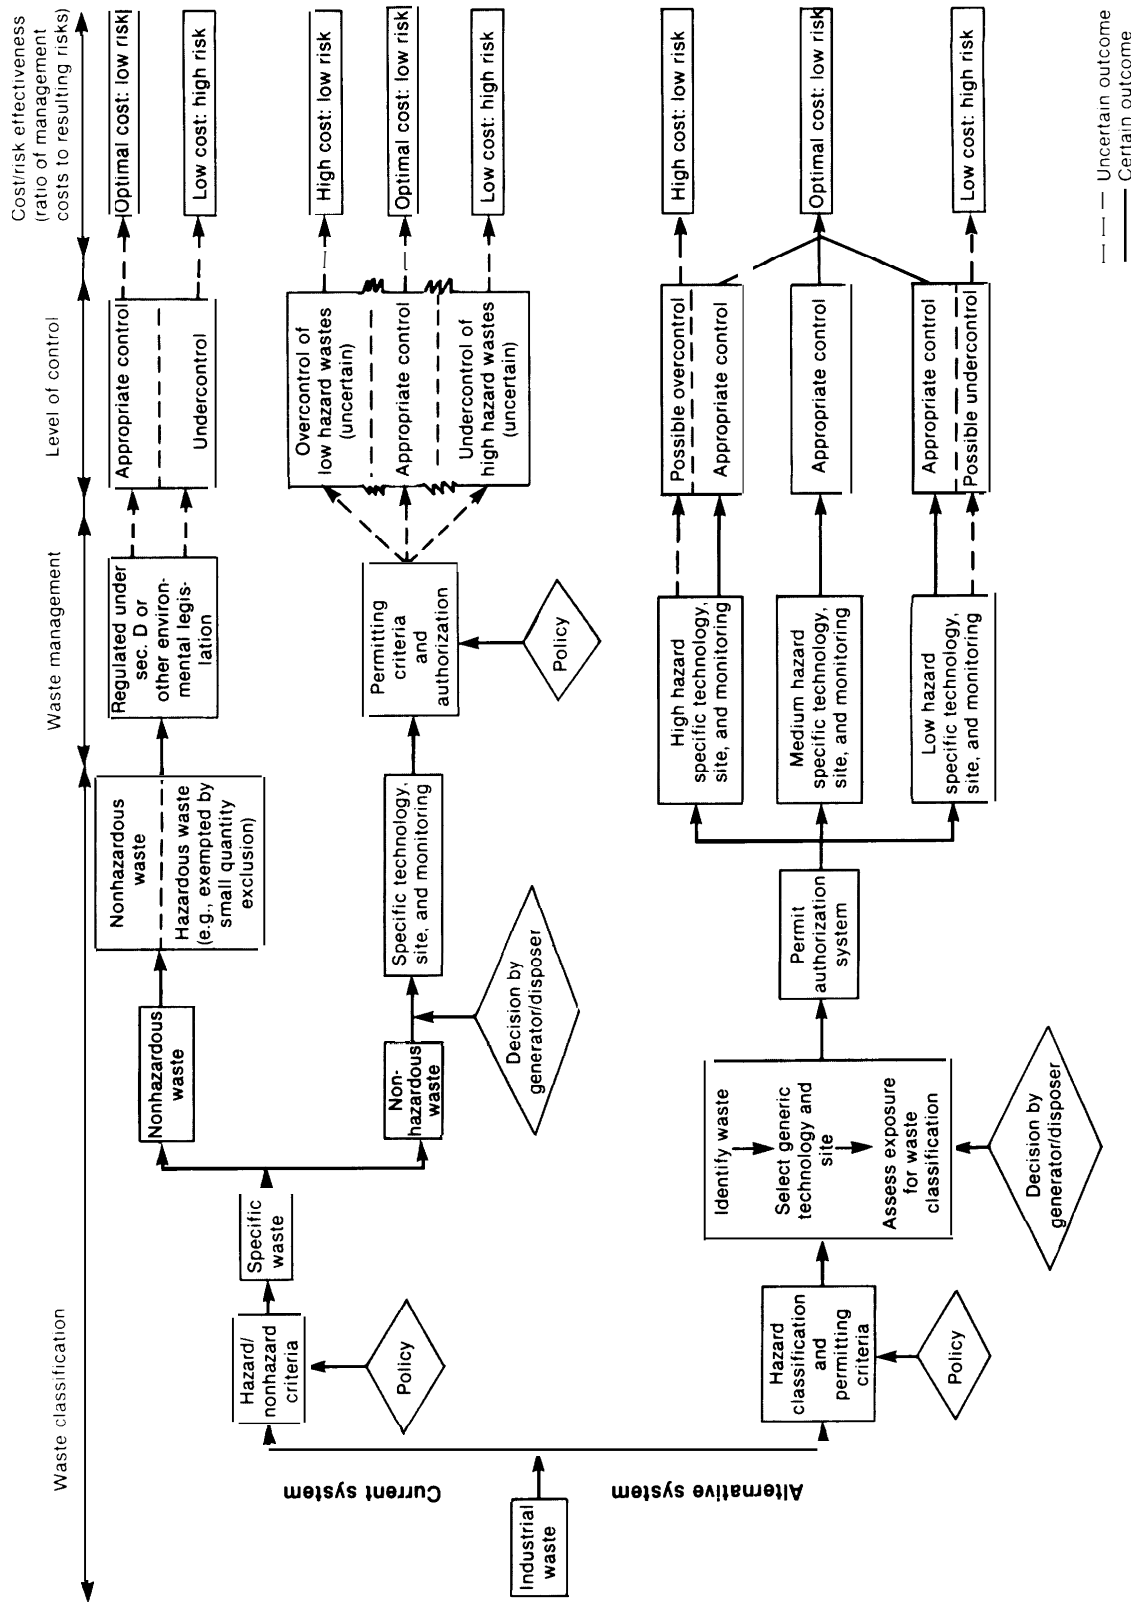 Waste classification
Waste management
Level of control
Cost/risk effectiveness
(ratio of management
costs to resulting risks)
Industrial
waste
Current system
Hazard/
nonhazard
criteria
Policy
Specific
waste
Nonhazardous
waste
Nonhazardous
waste
Hazardous waste
(e.g., exempted by
small quantity
exclusion)
Regulated under
sec. D or
other environ-
mental legis-
lation
Appropriate control
Undercontrol
Optimal cost: low risk
Low cost: high risk
Non-
hazardous
waste
Decision by
generator/disposer
Specific technology,
site, and monitoring
Permitting
criteria
and
authorization
Policy
Overcontrol of
low hazard wastes
(uncertain)
Appropriate control
Undercontrol of
high hazard wastes
(uncertain)
High cost: low risk
Optimal cost: low risk
Low cost: high risk
Alternative system
Hazard
classification
and
permitting
criteria
Policy
Identify waste
Select generic
technology and
site
Assess exposure
for waste
classification
Decision by
generator/disposer
Permit
authorization
system
High hazard
specific technology,
site, and monitoring
Medium hazard
specific technology,
site, and monitoring
Low hazard
specific technology,
site, and monitoring
Possible overcontrol
Appropriate control
Appropriate control
Appropriate control
Possible undercontrol
High cost: low risk
Optimal cost: low risk
Low cost: high risk
Uncertain outcome
Certain outcome